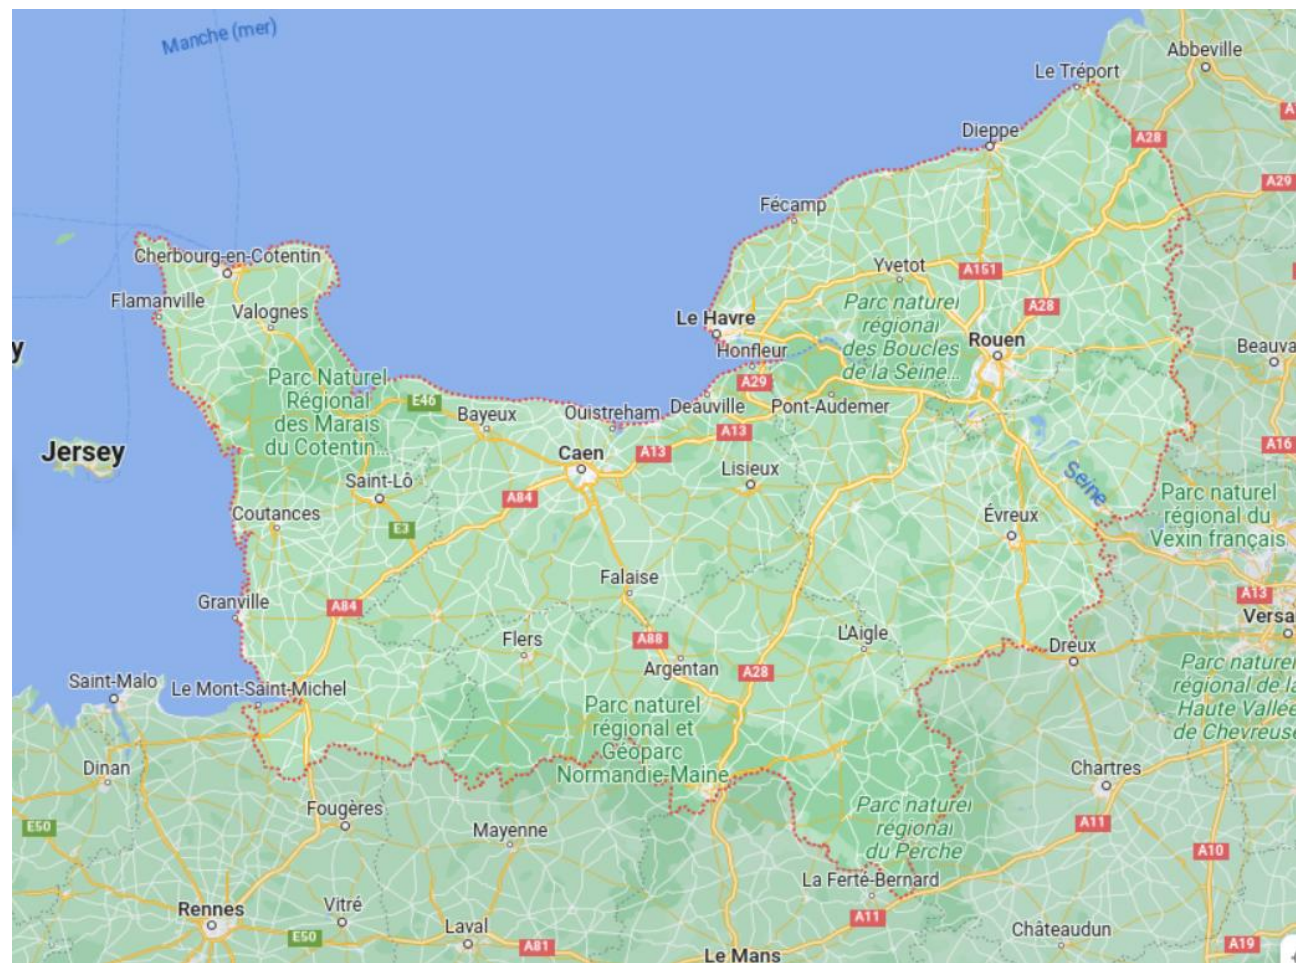 Manche (mer)
Abbeville
Le Tréport
Dieppe
A28
A29
Fécamp
Cherbourg-en-Cotentin
Yvetot
A151
Flamanville
Valognes
Parc naturel
régional
des Boucles
de la Seine...
A28
Le Havre
Rouen
Honfleur
Beauva
Parc Naturel
Régional
des Marais
du Cotentin...
E46
A29
Bayeux
Ouistreham
Deauville
Pont-Audemer
A13
Jersey
Caen
A13
A16
Lisieux
Seine
Saint-Lô
A84
Parc naturel
régional du
Vexin français
Coutances
E3
Évreux
Falaise
A13
Granville
A84
Versa
Flers
A88
L'Aigle
Dreux
Argentan
A28
Parc naturel
régional de la
Haute Vallée
de Chevreuse
Saint-Malo
Le Mont-Saint-Michel
Parc naturel
régional et
Géoparc
Normandie-Maine
Dinan
Chartres
Fougères
Parc naturel
régional
du Perche
E50
Mayenne
A11
A10
La Ferté-Bernard
Rennes
Vitré
A11
E50
Laval
A81
Châteaudun
A19
Le Mans